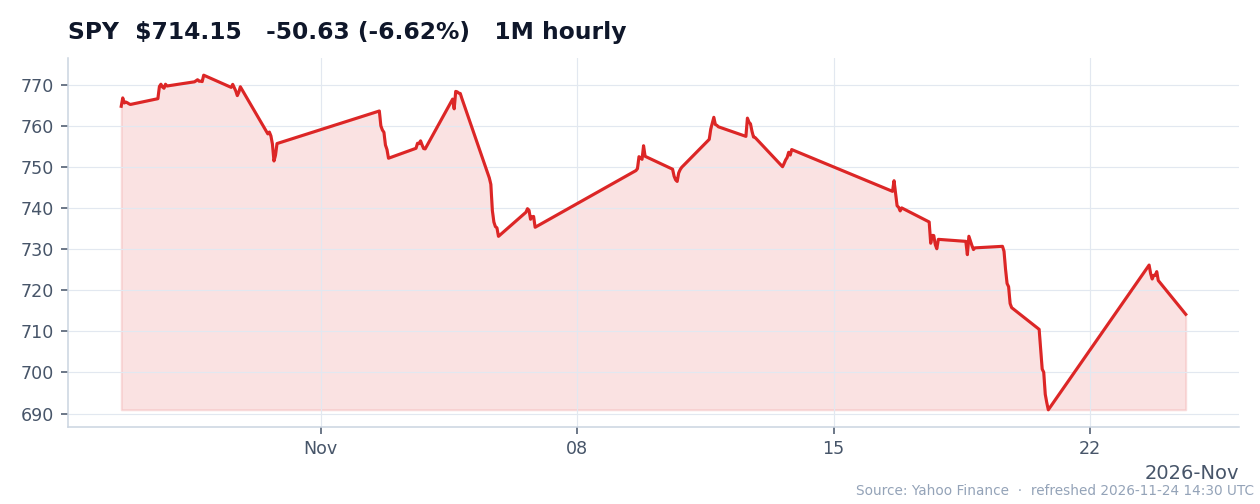 SPY  $714.15   -50.63 (-6.62%)   1M hourly
770
760
750
740
730
720
710
700
690
Nov 08 15 22
2026-Nov
Source: Yahoo Finance · refreshed 2026-11-24 14:30 UTC